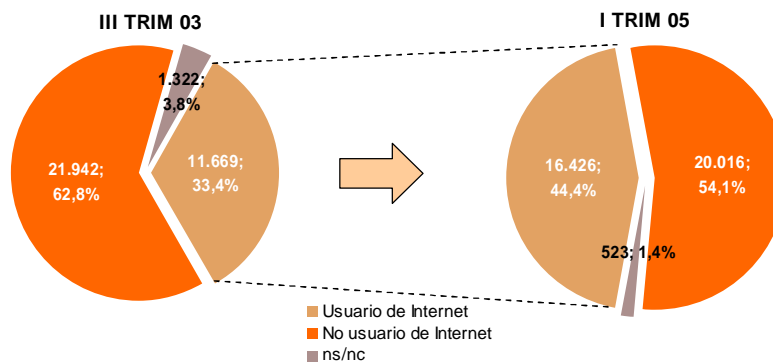 III TRIM 03
I TRIM 05
1.322;
3,8%
21.942;
62,8%
11.669;
33,4%
16.426;
44,4%
20.016;
54,1%
523; 1,4%
Usuario de Internet
No usuario de Internet
ns/nc